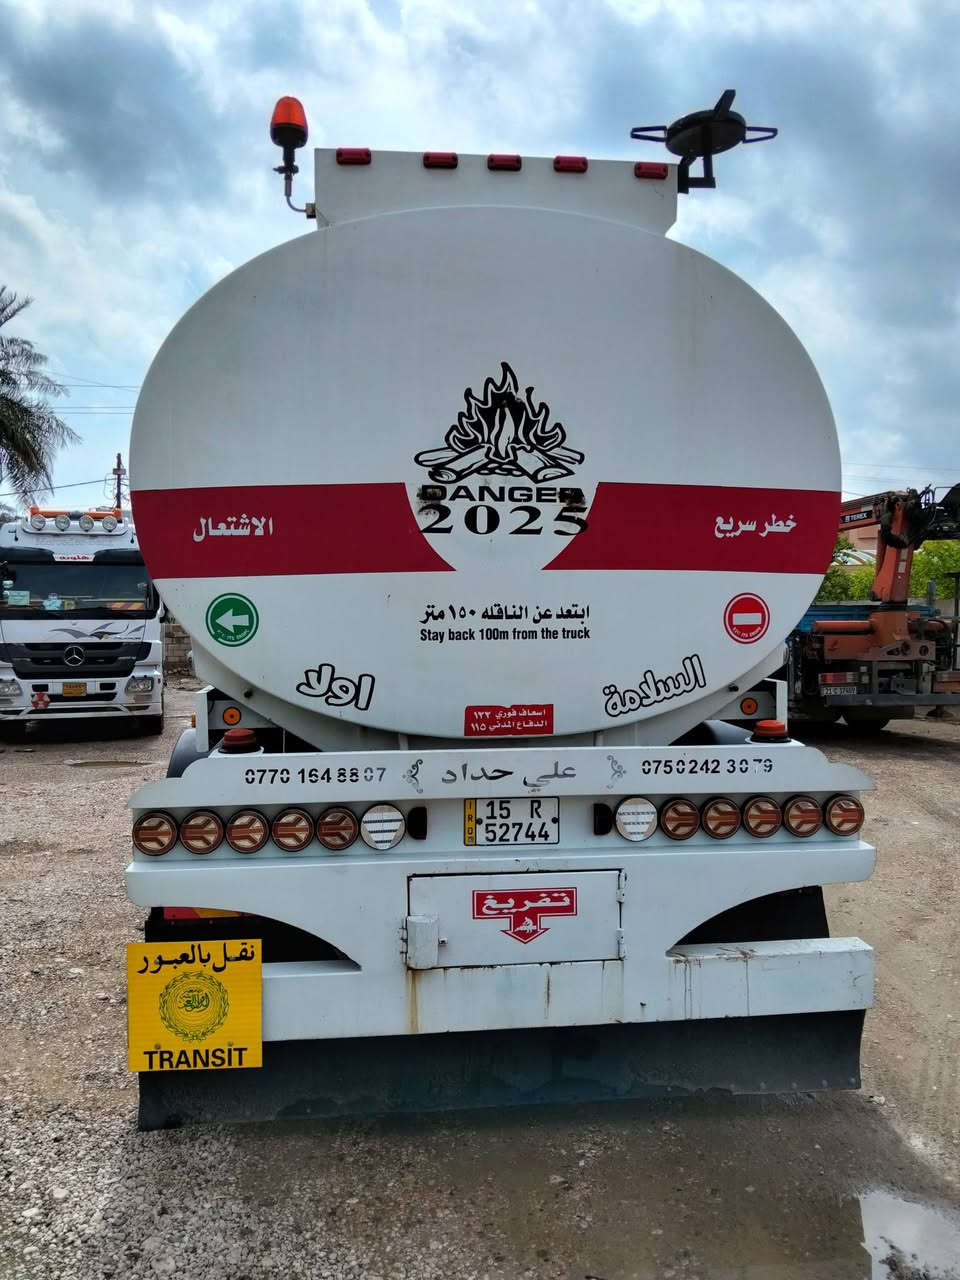 DANGER
2025
خطر سريع
الاشتعال
ابتعد عن الناقله ١٥٠ متر
Stay back 100m from the truck
السلامة
اولا
اسعاف فوري ١٢٢
الدفاع المدني ١١٥
0770 164 88 07
علي حداد
0750 242 30 79
15 R
52744
IRQ
تفريغ
نقل بالعبور
TRANSIT
TEREX